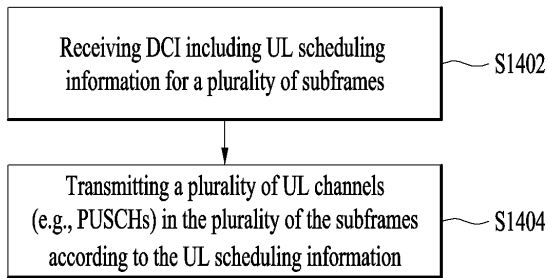 Receiving DCI including UL scheduling
information for a plurality of subframes
S1402
Transmitting a plurality of UL channels
(e.g., PUSCHs) in the plurality of the subframes
according to the UL scheduling information
S1404